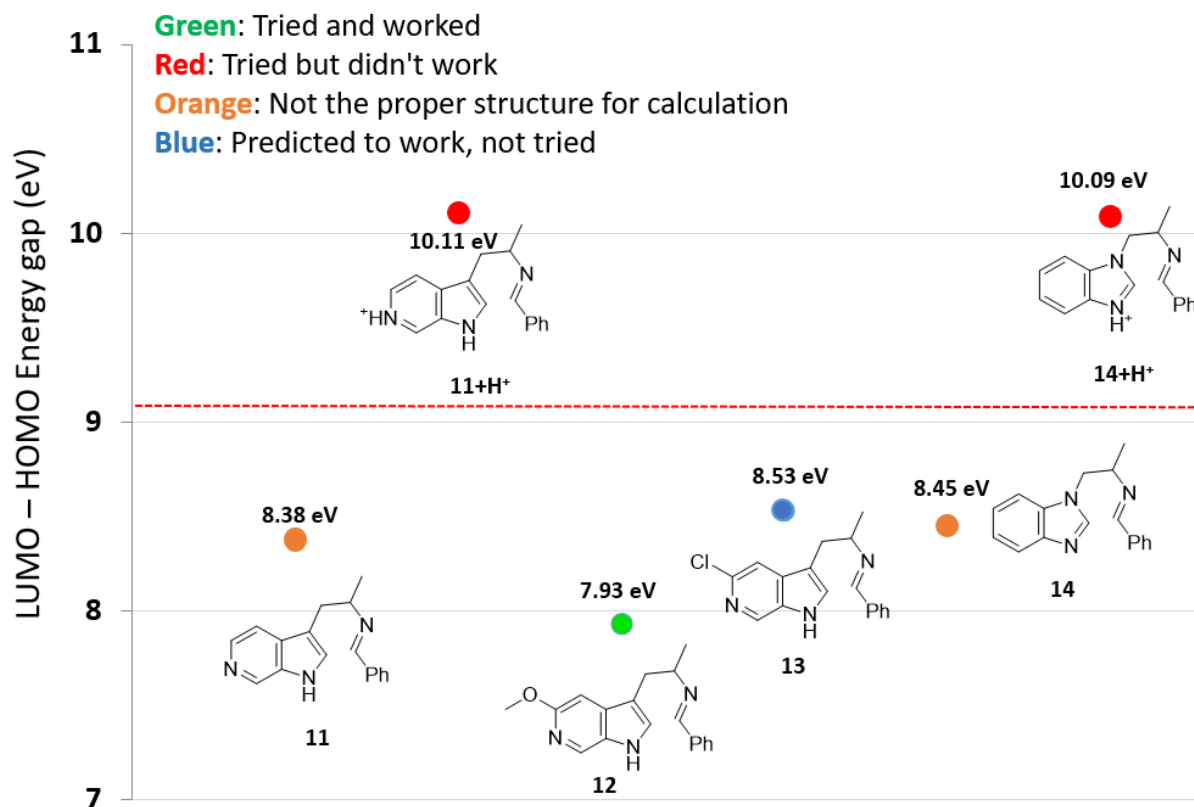 Green: Tried and worked
Red: Tried but didn't work
Orange: Not the proper structure for calculation
Blue: Predicted to work, not tried
LUMO – HOMO Energy gap (eV)
11
10
9
8
7
10.11 eV
+HN
N
H
N
Ph
11+H+
10.09 eV
N
N
H+
N
Ph
14+H+
8.38 eV
N
N
H
N
Ph
11
7.93 eV
O
N
N
H
N
Ph
12
8.53 eV
Cl
N
N
H
N
Ph
13
8.45 eV
N
N
N
Ph
14